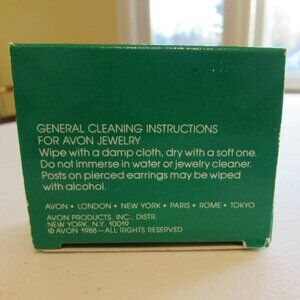 GENERAL CLEANING INSTRUCTIONS
FOR AVON JEWELRY
Wipe with a damp cloth, dry with a soft one.
Do not immerse in water or jewelry cleaner.
Posts on pierced earrings may be wiped
with alcohol.
AVON • LONDON • NEW YORK • PARIS • ROME • TOKYO
AVON PRODUCTS, INC., DISTR.
NEW YORK, N.Y. 10019
© AVON 1988—ALL RIGHTS RESERVED